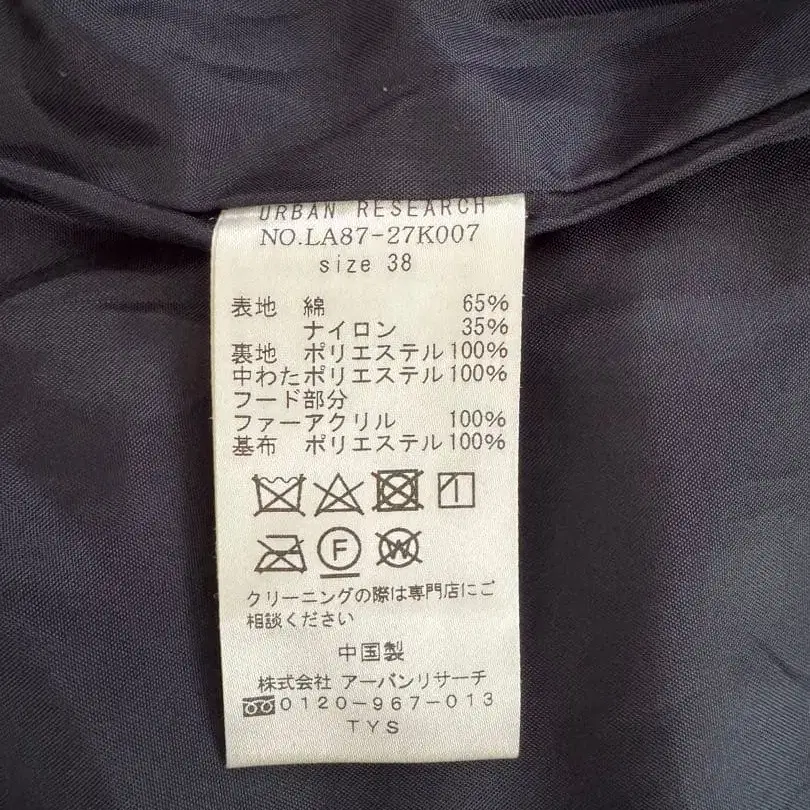 URBAN RESEARCH
NO.LA87-27K007
size 38
表地 綿 65%
ナイロン 35%
裏地 ポリエステル 100%
中わた ポリエステル 100%
フード部分
ファーアクリル 100%
基布 ポリエステル 100%
F W
クリーニングの際は専門店にご
相談ください
中国製
株式会社 アーバンリサーチ
0120-967-013
TYS